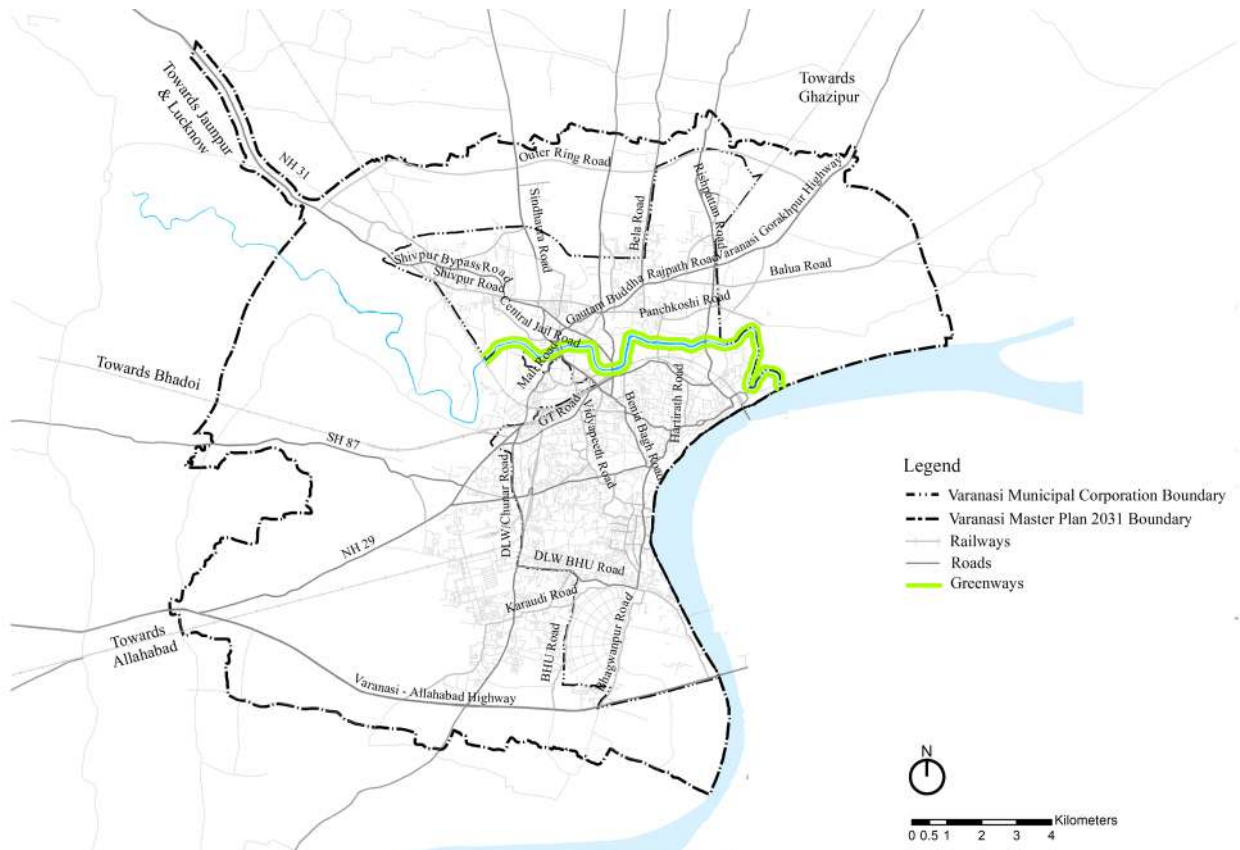 Towards
Ghazipur
Towards Jaunpur
& Lucknow
NH 31
Outer Ring Road
Rishpattan Road
Sindhaura Road
Bela Road
Varanasi Gorakhpur Highway
Shivpur Bypass Road
Shivpur Road
Gautam Buddha Rajpath Road
Balua Road
Central Jail Road
Panchkoshi Road
Mall Road
Towards Bhadoi
GT Road
Vidyapeeth Road
Benia Bagh Road
Hartirath Road
SH 87
DLW/Chunar Road
NH 29
DLW BHU Road
Karaudi Road
BHU Road
Bhagwanpur Road
Towards
Allahabad
Varanasi - Allahabad Highway
Legend
Varanasi Municipal Corporation Boundary
Varanasi Master Plan 2031 Boundary
Railways
Roads
Greenways
N
Kilometers
0 0.5 1 2 3 4